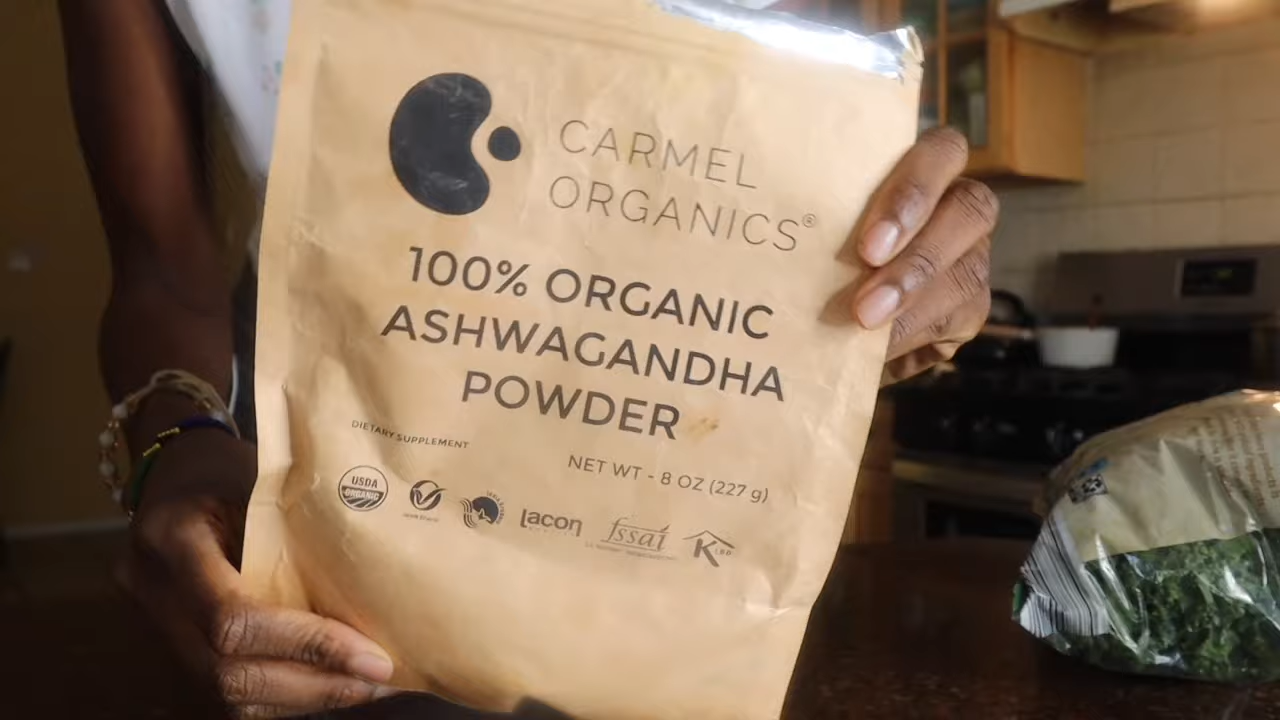 CARMEL
ORGANICS®
100% ORGANIC
ASHWAGANDHA
POWDER
DIETARY SUPPLEMENT
NET WT - 8 OZ (227 g)
USDA
ORGANIC
lacon
fssai
K